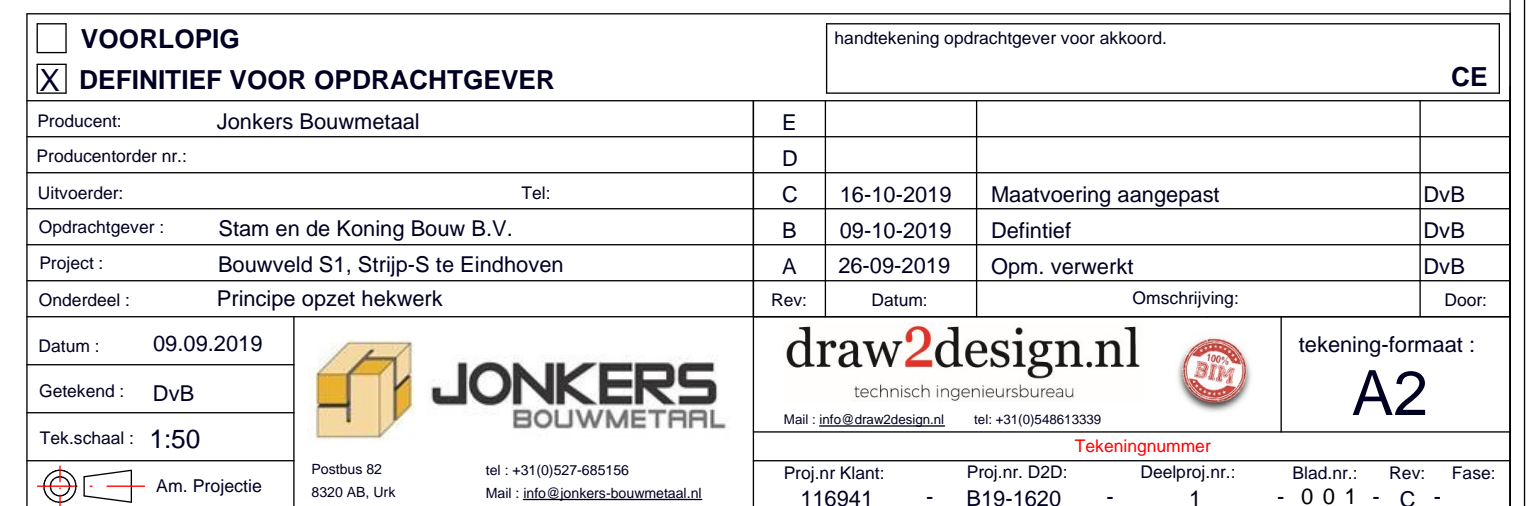 VOORLOPIG
X DEFINITIEF VOOR OPDRACHTGEVER
handtekening opdrachtgever voor akkoord.
CE
Producent: Jonkers Bouwmetaal
Producentorder nr.:
Uitvoerder: Tel:
Opdrachtgever : Stam en de Koning Bouw B.V.
Project : Bouwveld S1, Strijp-S te Eindhoven
Onderdeel : Principe opzet hekwerk
E
D
C 16-10-2019 Maatvoering aangepast DvB
B 09-10-2019 Defintief DvB
A 26-09-2019 Opm. verwerkt DvB
Rev: Datum: Omschrijving: Door:
Datum : 09.09.2019
Getekend : DvB
Tek.schaal : 1:50
Am. Projectie
JONKERS
BOUWMETAAL
Postbus 82 tel : +31(0)527-685156
8320 AB, Urk Mail : info@jonkers-bouwmetaal.nl
draw2design.nl
technisch ingenieursbureau
Mail : info@draw2design.nl tel: +31(0)548613339
100%
BIM
tekening-formaat :
A2
Tekeningnummer
Proj.nr Klant: Proj.nr. D2D: Deelproj.nr.: Blad.nr.: Rev: Fase:
116941 - B19-1620 - 1 - 0 0 1 - C -